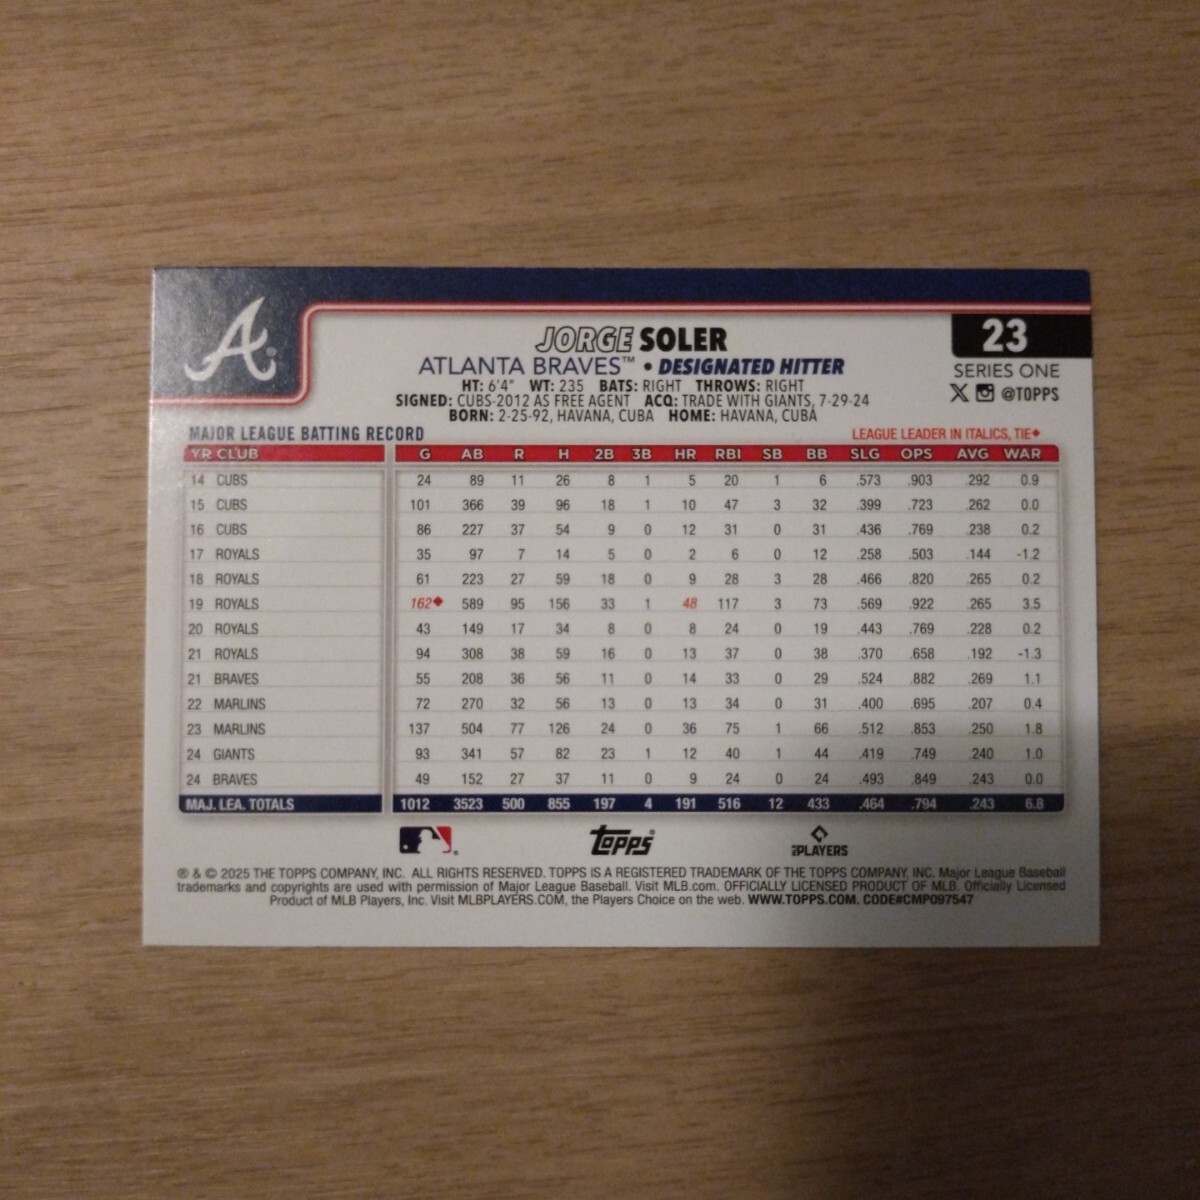 A
23
JORGE SOLER
ATLANTA BRAVES™ • DESIGNATED HITTER
SERIES ONE
HT: 6'4" WT: 235 BATS: RIGHT THROWS: RIGHT
@TOPPS
SIGNED: CUBS-2012 AS FREE AGENT ACQ: TRADE WITH GIANTS, 7-29-24
BORN: 2-25-92, HAVANA, CUBA HOME: HAVANA, CUBA
MAJOR LEAGUE BATTING RECORD LEAGUE LEADER IN ITALICS, TIE◆
YR CLUB G AB R H 2B 3B HR RBI SB BB SLG OPS AVG WAR
14 CUBS 24 89 11 26 8 1 5 20 1 6 .573 .903 .292 0.9
15 CUBS 101 366 39 96 18 1 10 47 3 32 .399 .723 .262 0.0
16 CUBS 86 227 37 54 9 0 12 31 0 31 .436 .769 .238 0.2
17 ROYALS 35 97 7 14 5 0 2 6 0 12 .258 .503 .144 -1.2
18 ROYALS 61 223 27 59 18 0 9 28 3 28 .466 .820 .265 0.2
19 ROYALS 162◆ 589 95 156 33 1 48 117 3 73 .569 .922 .265 3.5
20 ROYALS 43 149 17 34 8 0 8 24 0 19 .443 .769 .228 0.2
21 ROYALS 94 308 38 59 16 0 13 37 0 38 .370 .658 .192 -1.3
21 BRAVES 55 208 36 56 11 0 14 33 0 29 .524 .882 .269 1.1
22 MARLINS 72 270 32 56 13 0 13 34 0 31 .400 .695 .207 0.4
23 MARLINS 137 504 77 126 24 0 36 75 1 66 .512 .853 .250 1.8
24 GIANTS 93 341 57 82 23 1 12 40 1 44 .419 .749 .240 1.0
24 BRAVES 49 152 27 37 11 0 9 24 0 24 .493 .849 .243 0.0
MAJ. LEA. TOTALS 1012 3523 500 855 197 4 191 516 12 433 .464 .794 .243 6.8
topps®
MLB PLAYERS
® & © 2025 THE TOPPS COMPANY, INC. ALL RIGHTS RESERVED. TOPPS IS A REGISTERED TRADEMARK OF THE TOPPS COMPANY, INC. Major League Baseball
trademarks and copyrights are used with permission of Major League Baseball. Visit MLB.com. OFFICIALLY LICENSED PRODUCT OF MLB. Officially Licensed
Product of MLB Players, Inc. Visit MLBPLAYERS.COM, the Players Choice on the web. WWW.TOPPS.COM. CODE#CMP097547